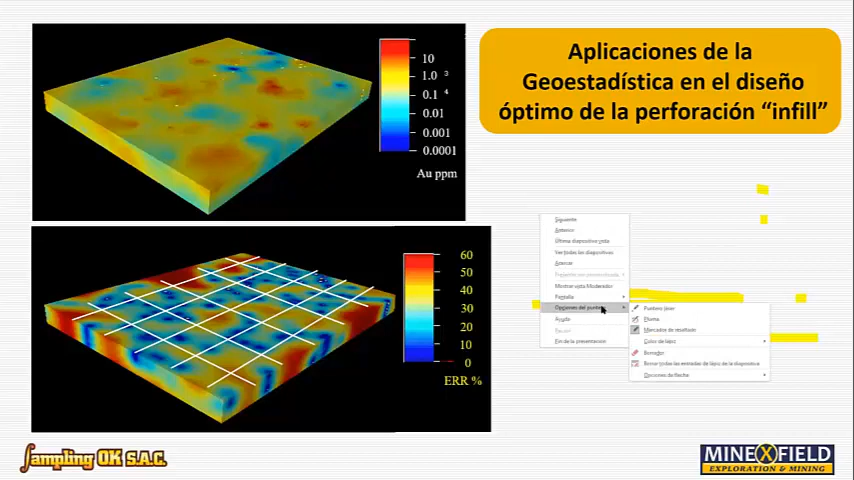 Aplicaciones de la
Geoestadística en el diseño
óptimo de la perforación “infill”
10
1.0 3
0.1 4
0.01
0.001
0.0001
Au ppm
60
50
40
30
20
10
0
ERR %
Siguiente
Anterior
Última diapositiva vista
Ver todas las diapositivas
Acercar
Mostrar vista Moderador
Pantalla
Opciones del puntero
Ayuda
Pausa
Fin de la presentación
Puntero láser
Pluma
Marcador de resaltado
Color de lápiz
Borrador
Borrar todas las entradas de lápiz de la diapositiva
Opciones de flecha
Sampling OK S.A.C.
MINEXFIELD
EXPLORATION & MINING